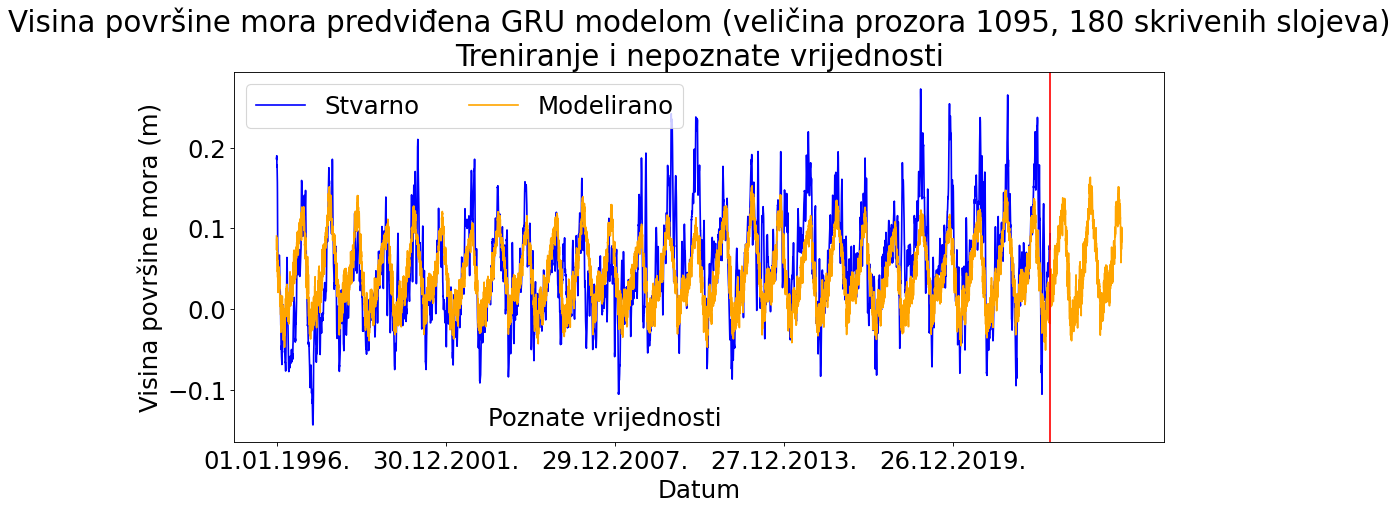 Visina površine mora predviđena GRU modelom (veličina prozora 1095, 180 skrivenih slojeva)
Treniranje i nepoznate vrijednosti
Stvarno
Modelirano
Visina površine mora (m)
0.2
0.1
0.0
−0.1
Poznate vrijednosti
01.01.1996.
30.12.2001.
29.12.2007.
27.12.2013.
26.12.2019.
Datum